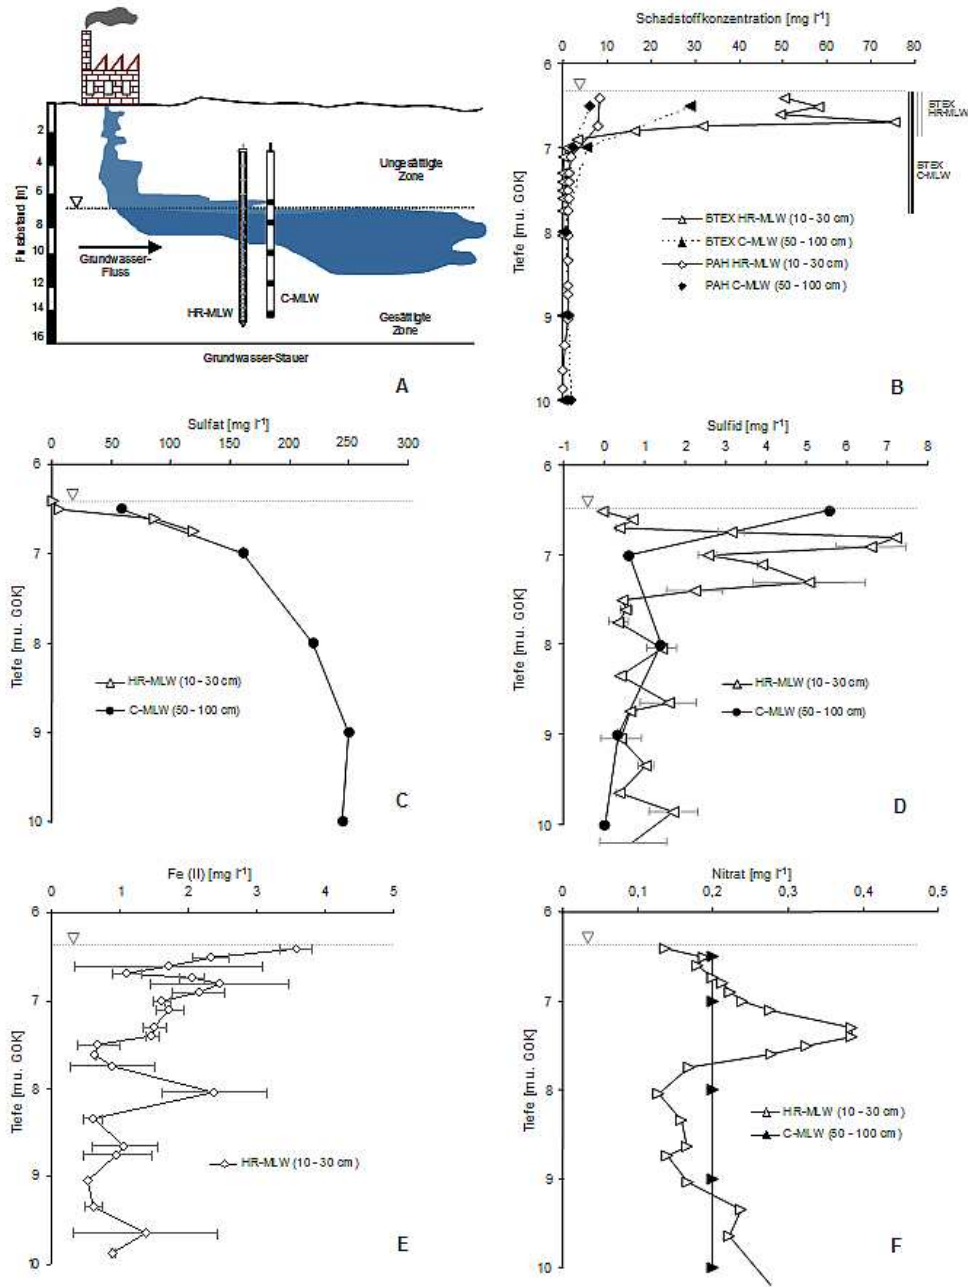 Flurabstand [m]
2
4
6
8
10
12
14
16
Ungesättigte
Zone
Grundwasser-
Fluss
HR-MLW
C-MLW
Gesättigte
Zone
Grundwasser-Stauer
A
Schadstoffkonzentration [mg l-1]
0 10 20 30 40 50 60 70 80
Tiefe [mu. GOK]
6
7
8
9
10
BTEX
HR-MLW
BTEX
C-MLW
BTEX HR-MLW (10 - 30 cm)
BTEX C-MLW (50 - 100 cm)
PAH HR-MLW (10 - 30 cm)
PAH C-MLW (50 - 100 cm)
B
Sulfat [mg l-1]
0 50 100 150 200 250 300
Tiefe [mu. GOK]
6
7
8
9
10
HR-MLW (10 - 30 cm)
C-MLW (50 - 100 cm)
C
Sulfid [mg l-1]
-1 0 1 2 3 4 5 6 7 8
Tiefe [mu. GOK]
6
7
8
9
10
HR-MLW (10 - 30 cm)
C-MLW (50 - 100 cm)
D
Fe (II) [mg l-1]
0 1 2 3 4 5
Tiefe [mu. GOK]
6
7
8
9
10
HR-MLW (10 - 30 cm)
E
Nitrat [mg l-1]
0 0,1 0,2 0,3 0,4 0,5
Tiefe [mu. GOK]
6
7
8
9
10
HR-MLW (10 - 30 cm)
C-MLW (50 - 100 cm)
F